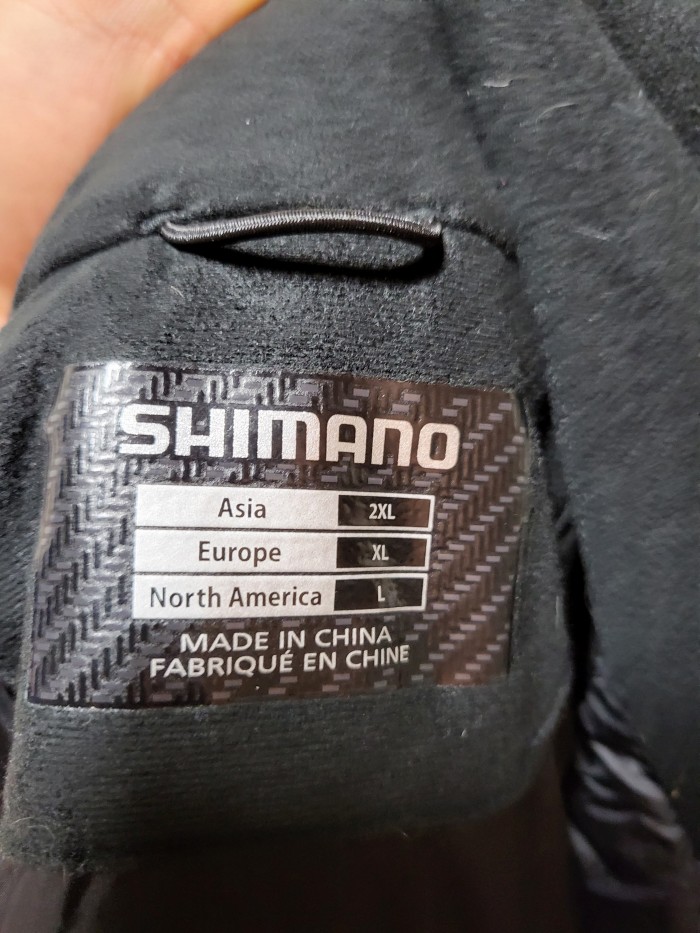 SHIMANO
Asia 2XL
Europe XL
North America L
MADE IN CHINA
FABRIQUÉ EN CHINE